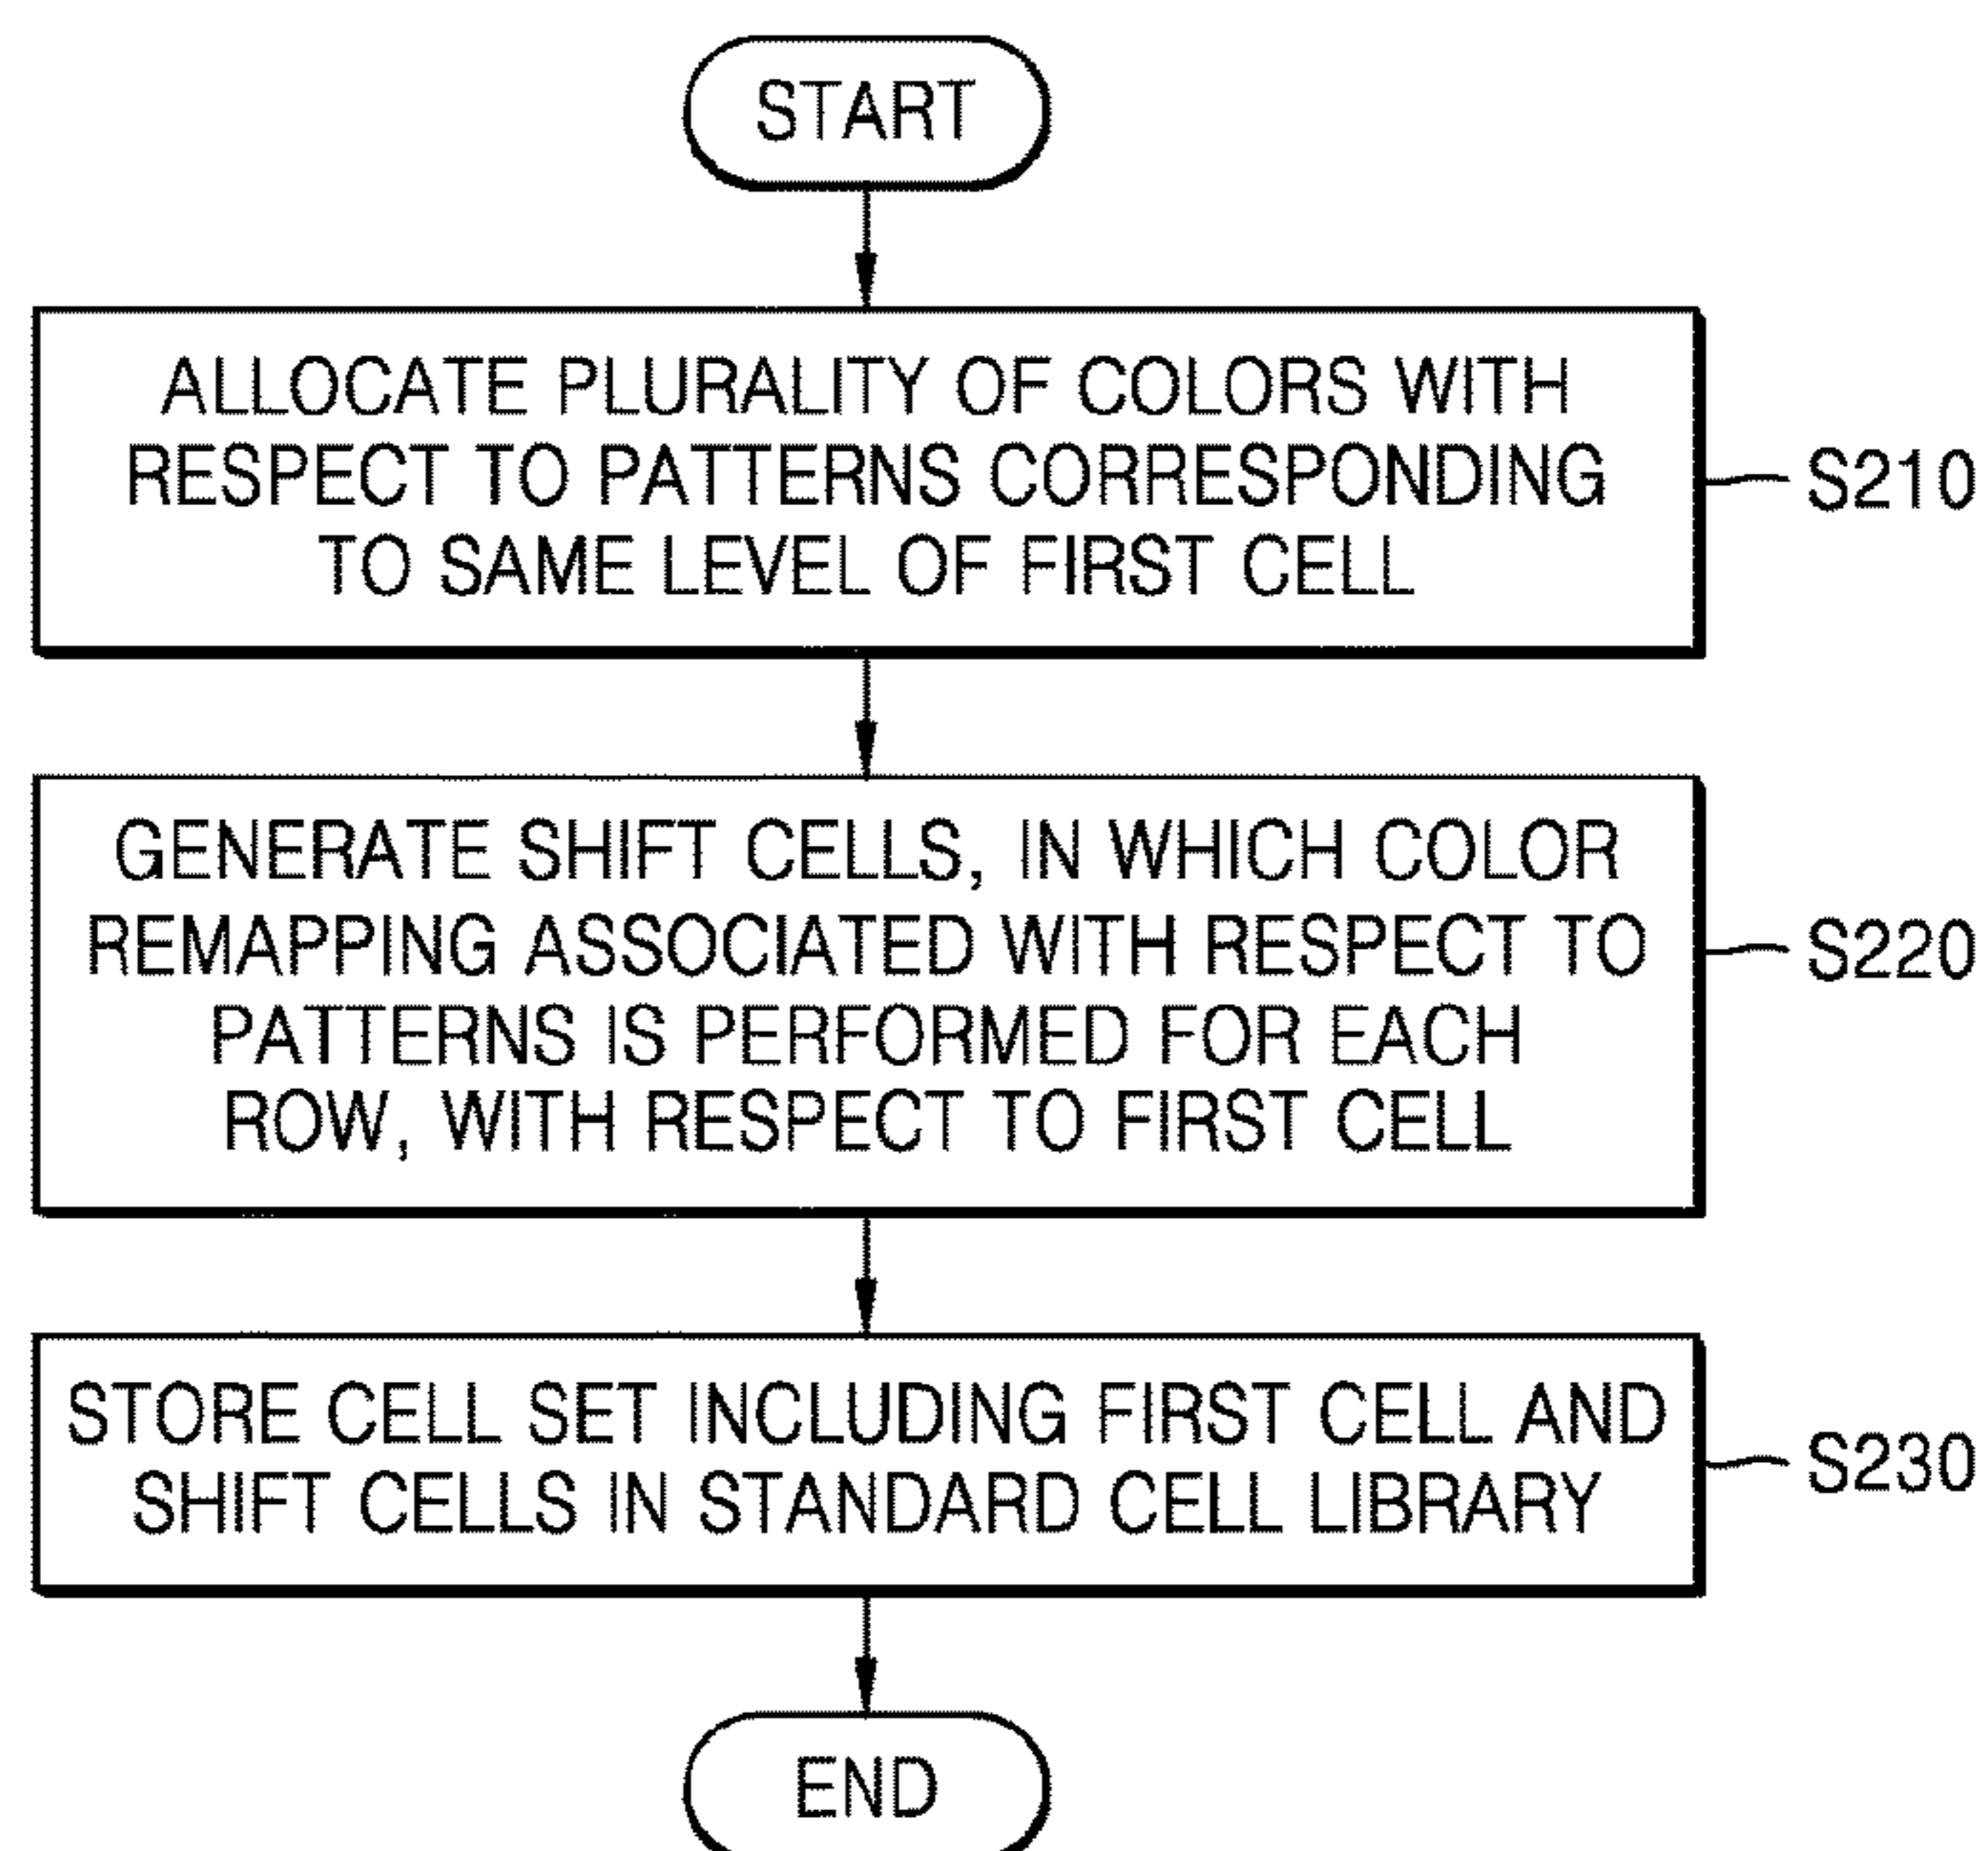 START
ALLOCATE PLURALITY OF COLORS WITH
RESPECT TO PATTERNS CORRESPONDING
TO SAME LEVEL OF FIRST CELL
S210
GENERATE SHIFT CELLS, IN WHICH COLOR
REMAPPING ASSOCIATED WITH RESPECT TO
PATTERNS IS PERFORMED FOR EACH
ROW, WITH RESPECT TO FIRST CELL
S220
STORE CELL SET INCLUDING FIRST CELL AND
SHIFT CELLS IN STANDARD CELL LIBRARY
S230
END